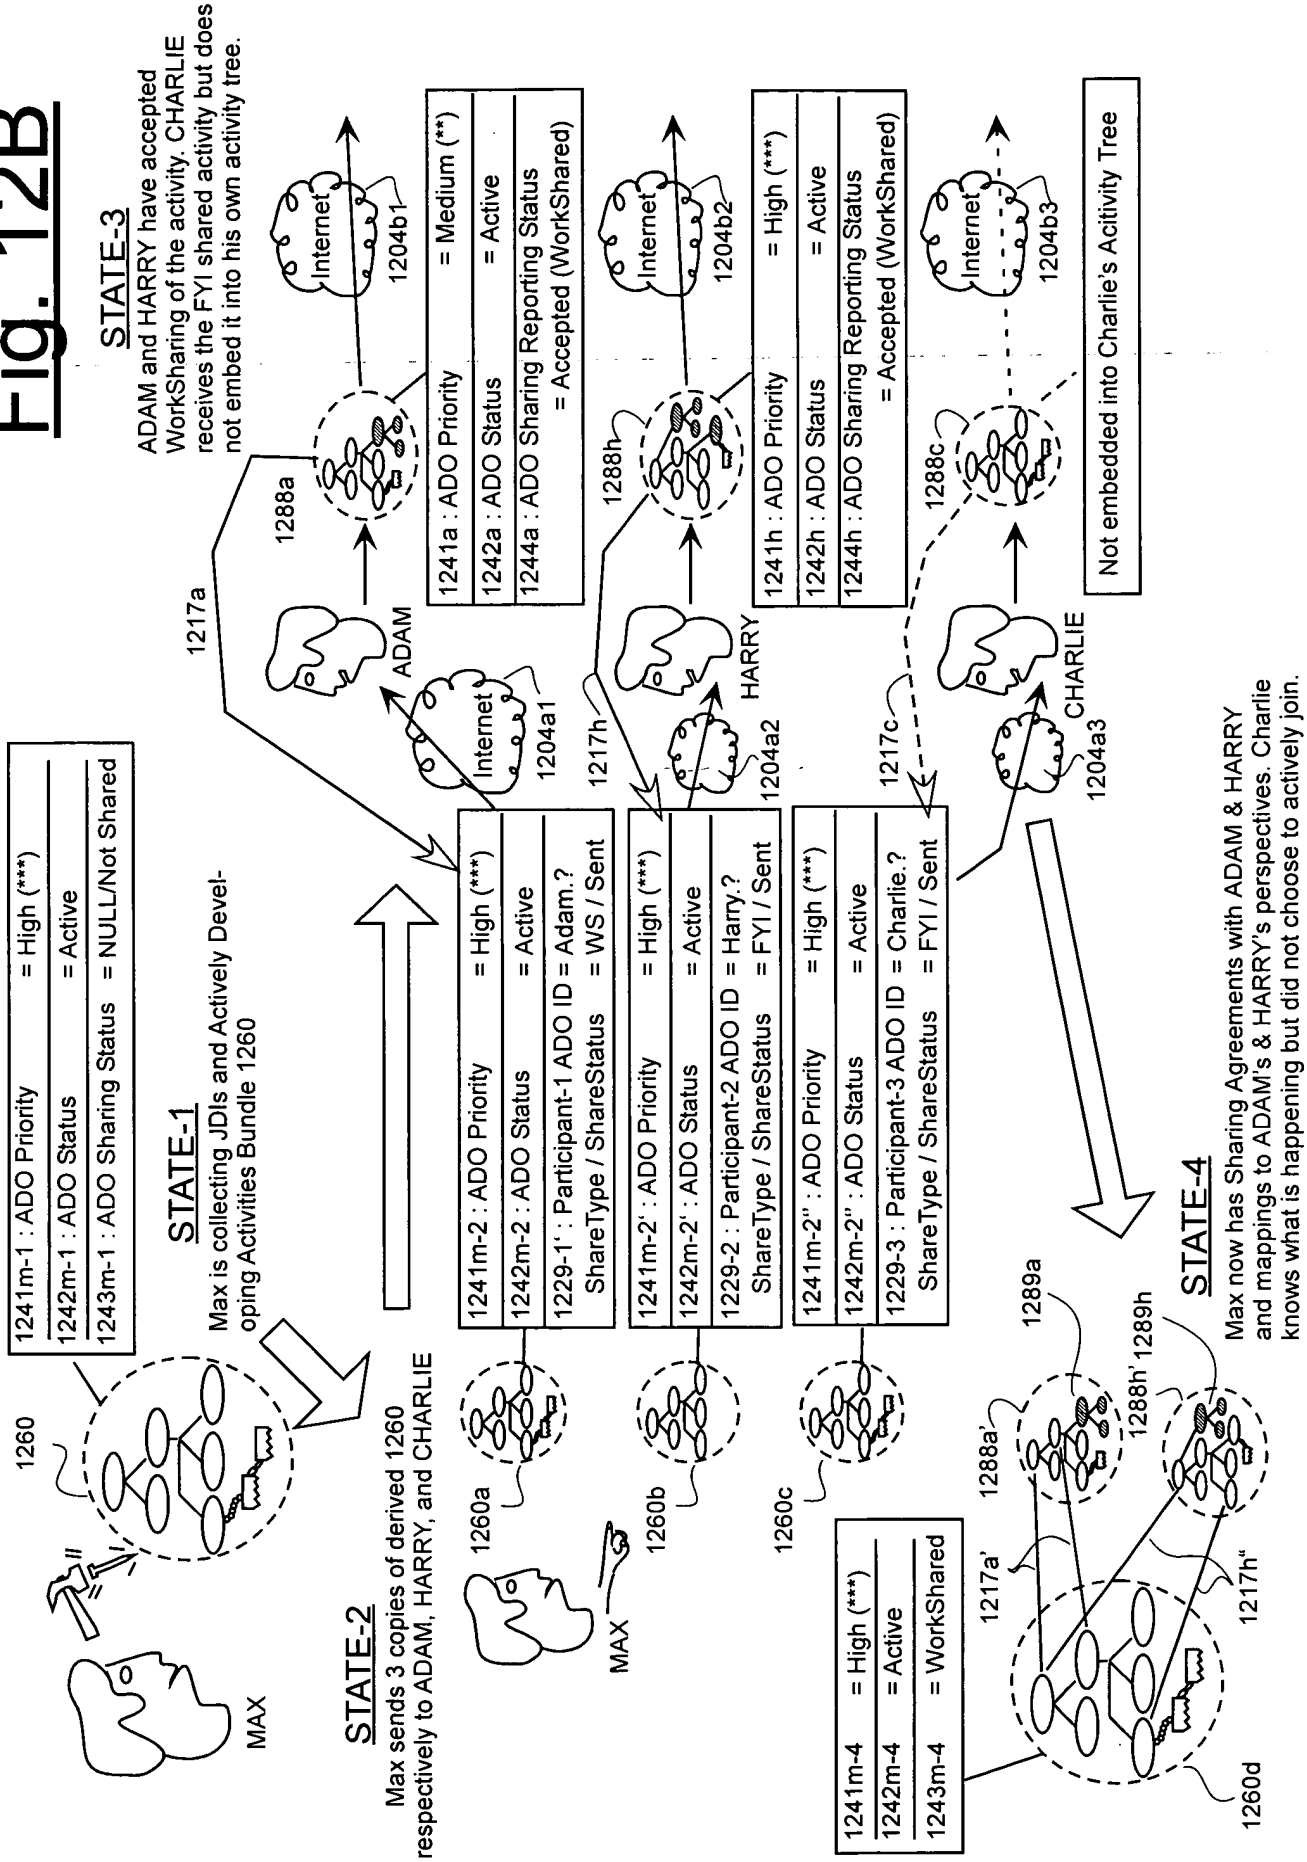 Fig. 12B
1241m-1 : ADO Priority = High (***)
1242m-1 : ADO Status = Active
1243m-1 : ADO Sharing Status = NULL/Not Shared
1260
MAX
STATE-1
Max is collecting JDIs and Actively Devel-
oping Activities Bundle 1260
STATE-2
Max sends 3 copies of derived 1260
respectively to ADAM, HARRY, and CHARLIE
MAX
1260a
1241m-2 : ADO Priority = High (***)
1242m-2 : ADO Status = Active
1229-1' : Participant-1 ADO ID = Adam.?
ShareType / ShareStatus = WS / Sent
1260b
1241m-2' : ADO Priority = High (***)
1242m-2' : ADO Status = Active
1229-2 : Participant-2 ADO ID = Harry.?
ShareType / ShareStatus = FYI / Sent
1260c
1241m-2" : ADO Priority = High (***)
1242m-2" : ADO Status = Active
1229-3 : Participant-3 ADO ID = Charlie.?
ShareType / ShareStatus = FYI / Sent
STATE-3
ADAM and HARRY have accepted
WorkSharing of the activity. CHARLIE
receives the FYI shared activity but does
not embed it into his own activity tree.
1217a
1288a
ADAM
Internet
1204a1
Internet
1204b1
1241a : ADO Priority = Medium (**)
1242a : ADO Status = Active
1244a : ADO Sharing Reporting Status
= Accepted (WorkShared)
1217h
1288h
HARRY
1204a2
Internet
1204b2
1241h : ADO Priority = High (***)
1242h : ADO Status = Active
1244h : ADO Sharing Reporting Status
= Accepted (WorkShared)
1217c
1288c
CHARLIE
1204a3
Internet
1204b3
Not embedded into Charlie's Acitivity Tree
1241m-4 = High (***)
1242m-4 = Active
1243m-4 = WorkShared
1260d
1217a'
1217h"
1288a'
1289a
1288h'
1289h
STATE-4
Max now has Sharing Agreements with ADAM & HARRY
and mappings to ADAM's & HARRY's perspectives. Charlie
knows what is happening but did not choose to actively join.